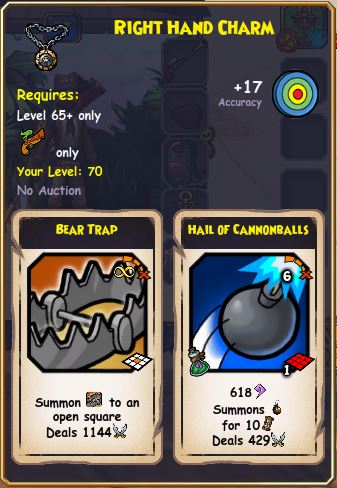 RIGHT HAND CHARM
+17
Accuracy
Requires:
Level 65+ only
only
Your Level: 70
No Auction
BEAR TRAP
Summon to an
open square
Deals 1144
HAIL OF CANNONBALLS
6
1
618
Summons
for 10
Deals 429